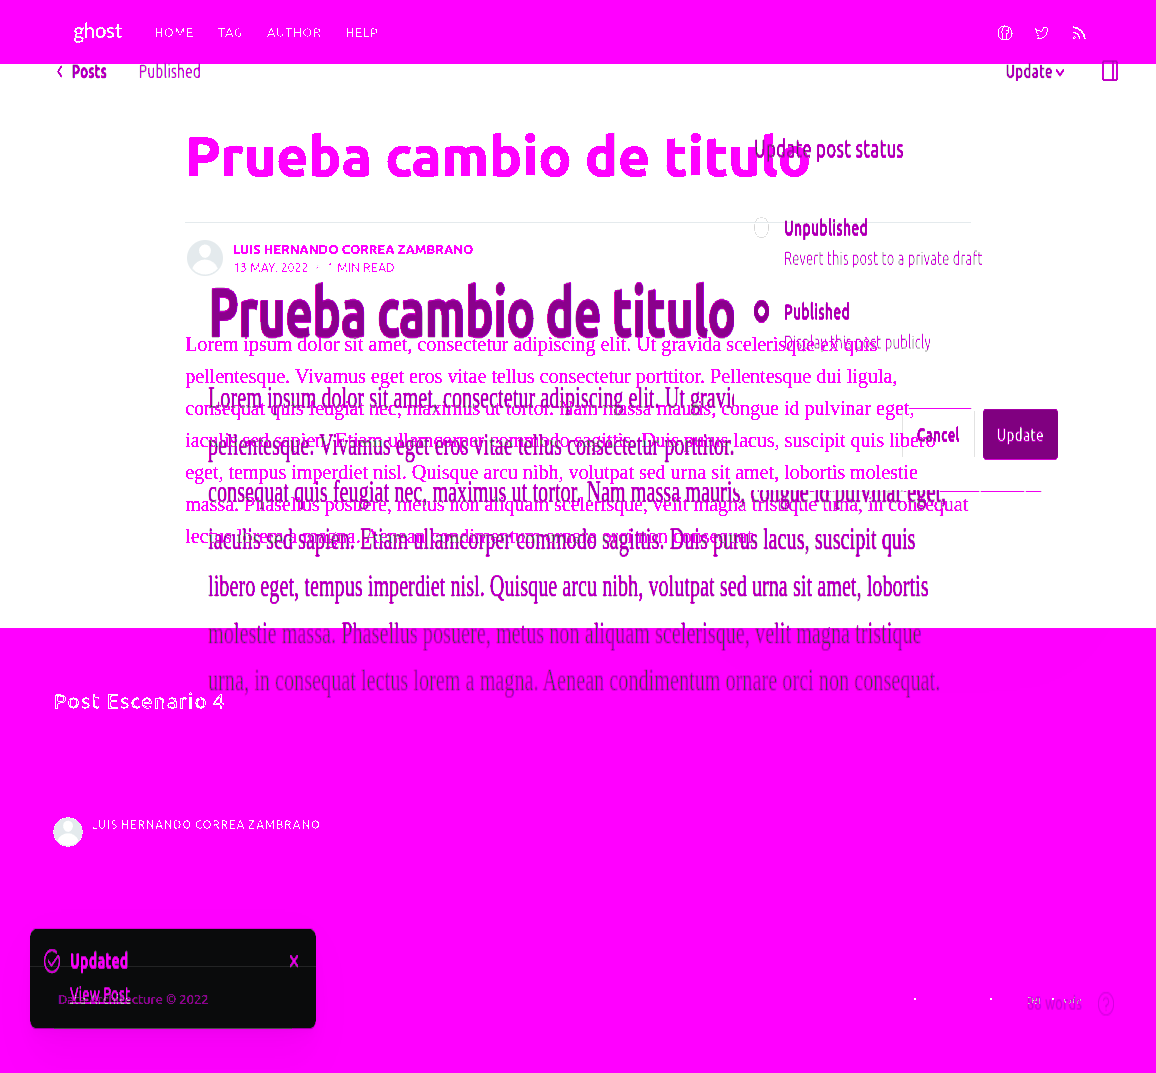 ghost HOME TAG AUTHOR HELP
Posts Published Update
Prueba cambio de titulo
Update post status
Unpublished
Revert this post to a private draft
LUIS HERNANDO CORREA ZAMBRANO
13 MAY. 2022 · 1 MIN READ
Published
Display this post publicly
Prueba cambio de titulo
Lorem ipsum dolor sit amet, consectetur adipiscing elit. Ut gravida scelerisque ex quis
pellentesque. Vivamus eget eros vitae tellus consectetur porttitor. Pellentesque dui ligula,
consequat quis feugiat nec, maximus ut tortor. Nam massa mauris, congue id pulvinar eget,
iaculis sed sapien. Etiam ullamcorper commodo sagittis. Duis purus lacus, suscipit quis libero
eget, tempus imperdiet nisl. Quisque arcu nibh, volutpat sed urna sit amet, lobortis molestie
massa. Phasellus posuere, metus non aliquam scelerisque, velit magna tristique urna, in consequat
lectus lorem a magna. Aenean condimentum ornare orci non consequat.
Lorem ipsum dolor sit amet, consectetur adipiscing elit. Ut
pellentesque. Vivamus eget eros vitae tellus consectetur porttitor.
consequat quis feugiat nec, maximus ut tortor. Nam massa mauris, congue id pulvinar eget,
iaculis sed sapien. Etiam ullamcorper commodo sagittis. Duis purus lacus, suscipit quis
libero eget, tempus imperdiet nisl. Quisque arcu nibh, volutpat sed urna sit amet, lobortis
molestie massa. Phasellus posuere, metus non aliquam scelerisque, velit magna tristique
urna, in consequat lectus lorem a magna. Aenean condimentum ornare orci non consequat.
Cancel Update
Post Escenario 4
LUIS HERNANDO CORREA ZAMBRANO
Updated
View Post
© 2022